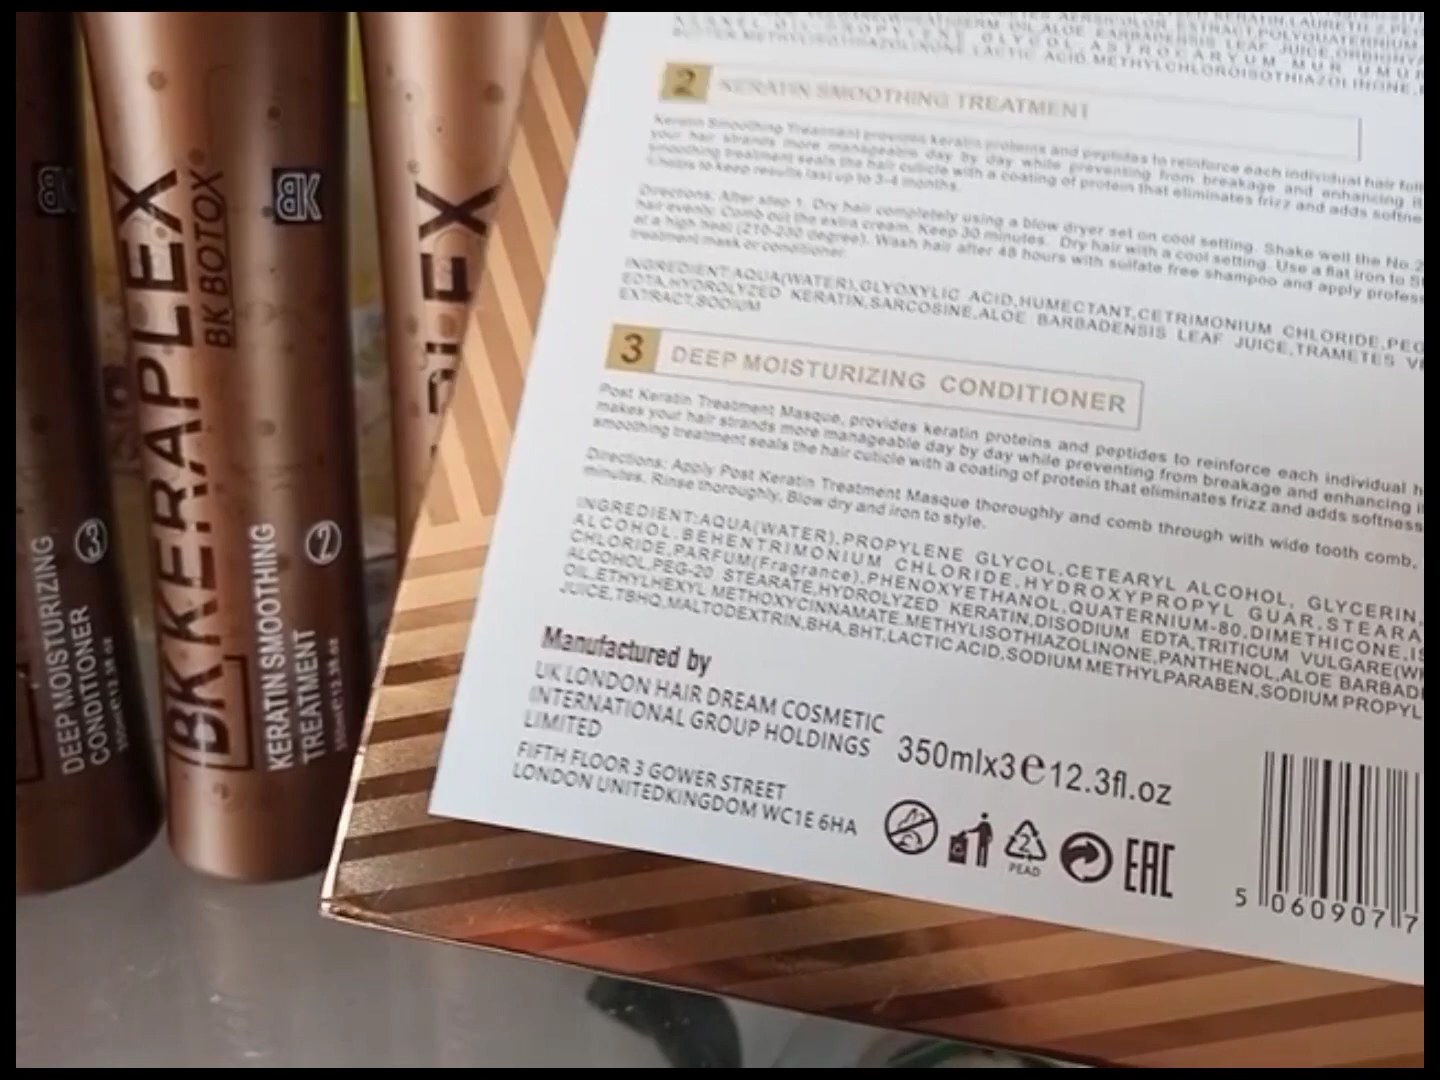 BK
BKKERAPLEX
BK BOTOX
BK
3
DEEP MOISTURIZING
CONDITIONER
2
KERATIN SMOOTHING
TREATMENT
EX
BUTTER,METHYLISOTHIAZOLINONE LACTIC ACID,METHYLCHLOROISOTHIAZOLINONE,
2 KERATIN SMOOTHING TREATMENT
Keratin Smoothing Treatment provides keratin proteins and peptides to reinforce each individual hair
your hair strands more manageable day by day while preventing from breakage and enhancing
smoothing treatment seals the hair cuticle with a coating of protein that eliminates frizz and adds
to keep results last up to 3-4 months.
Directions: After step 1. Dry hair completely using a blow dryer set on cool setting. Shake well the No.2
hair evenly. Comb out the extra cream. Keep 30 minutes. Dry hair with a cool setting. Use a flat iron to
at a high heat (210-230 degree). Wash hair after 48 hours with sulfate free shampoo and apply
treatment mask or conditioner.
INGREDIENT:AQUA(WATER),GLYOXYLIC ACID,HUMECTANT,CETRIMONIUM CHLORIDE,PEG
EDTA,HYDROLYZED KERATIN,SARCOSINE,ALOE BARBADENSIS LEAF JUICE,TRAMETES
EXTRACT,SODIUM
3 DEEP MOISTURIZING CONDITIONER
Post Keratin Treatment Masque, provides keratin proteins and peptides to reinforce each individual
makes your hair strands more manageable day by day while preventing from breakage and enhancing
smoothing treatment seals the hair cuticle with a coating of protein that eliminates frizz and adds softness
Directions: Apply Post Keratin Treatment Masque thoroughly and comb through with wide tooth comb,
minutes. Rinse thoroughly, Blow dry and iron to style.
INGREDIENT:AQUA(WATER),PROPYLENE GLYCOL,CETEARYL ALCOHOL, GLYCERIN,
ALCOHOL,BEHENTRIMONIUM CHLORIDE,HYDROXYPROPYL GUAR,STEARA
CHLORIDE,PARFUM(Fragrance),PHENOXYETHANOL,QUATERNIUM-80,DIMETHICONE,IS
ALCOHOL,PEG-20 STEARATE,HYDROLYZED KERATIN,DISODIUM EDTA,TRITICUM VULGARE(W
OIL,ETHYLHEXYL METHOXYCINNAMATE,METHYLISOTHIAZOLINONE,PANTHENOL,ALOE BARBAD
JUICE,TBHQ,MALTODEXTRIN,BHA,BHT,LACTIC ACID,SODIUM METHYLPARABEN,SODIUM PROPYL
Manufactured by
UK LONDON HAIR DREAM COSMETIC
INTERNATIONAL GROUP HOLDINGS
LIMITED
FIFTH FLOOR 3 GOWER STREET
LONDON UNITEDKINGDOM WC1E 6HA
350mlx3℮12.3fl.oz
2
PEAD
EAC
5 060907 7